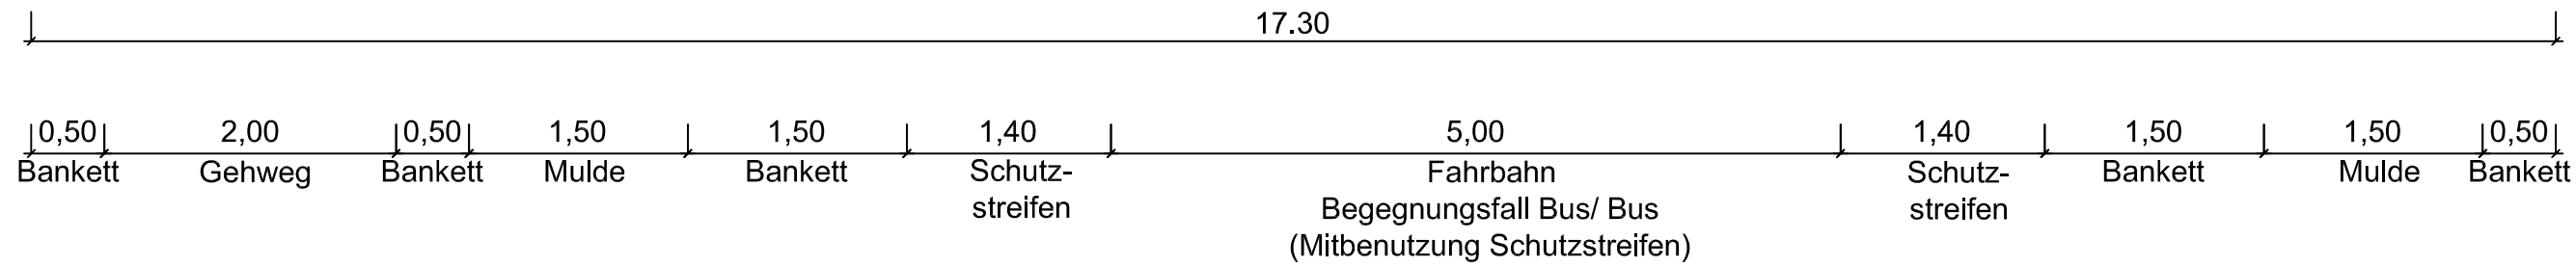 17.30
0,50 2,00 0,50 1,50 1,50 1,40 5,00 1,40 1,50 1,50 0,50
Bankett Gehweg Bankett Mulde Bankett Schutz- Fahrbahn Schutz- Bankett Mulde Bankett
streifen Begegnungsfall Bus/ Bus streifen
(Mitbenutzung Schutzstreifen)